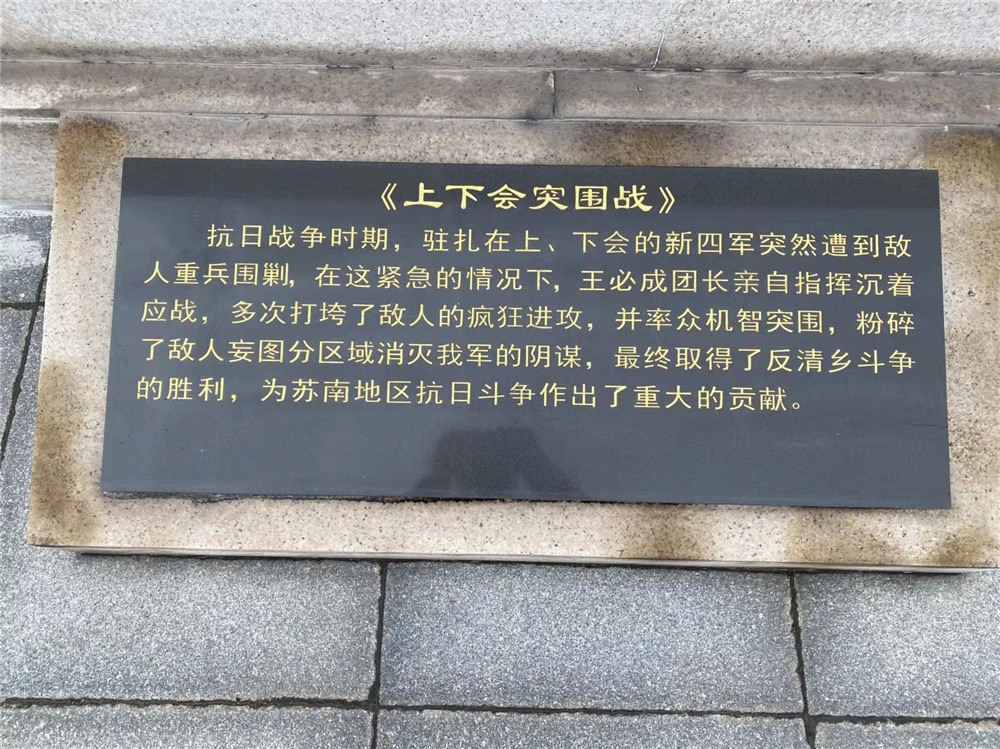 《上下会突围战》
抗日战争时期，驻扎在上、下会的新四军突然遭到敌
人重兵围剿，在这紧急的情况下，王必成团长亲自指挥沉着
应战，多次打垮了敌人的疯狂进攻，并率众机智突围，粉碎
了敌人妄图分区域消灭我军的阴谋，最终取得了反清乡斗争
的胜利，为苏南地区抗日斗争作出了重大的贡献。